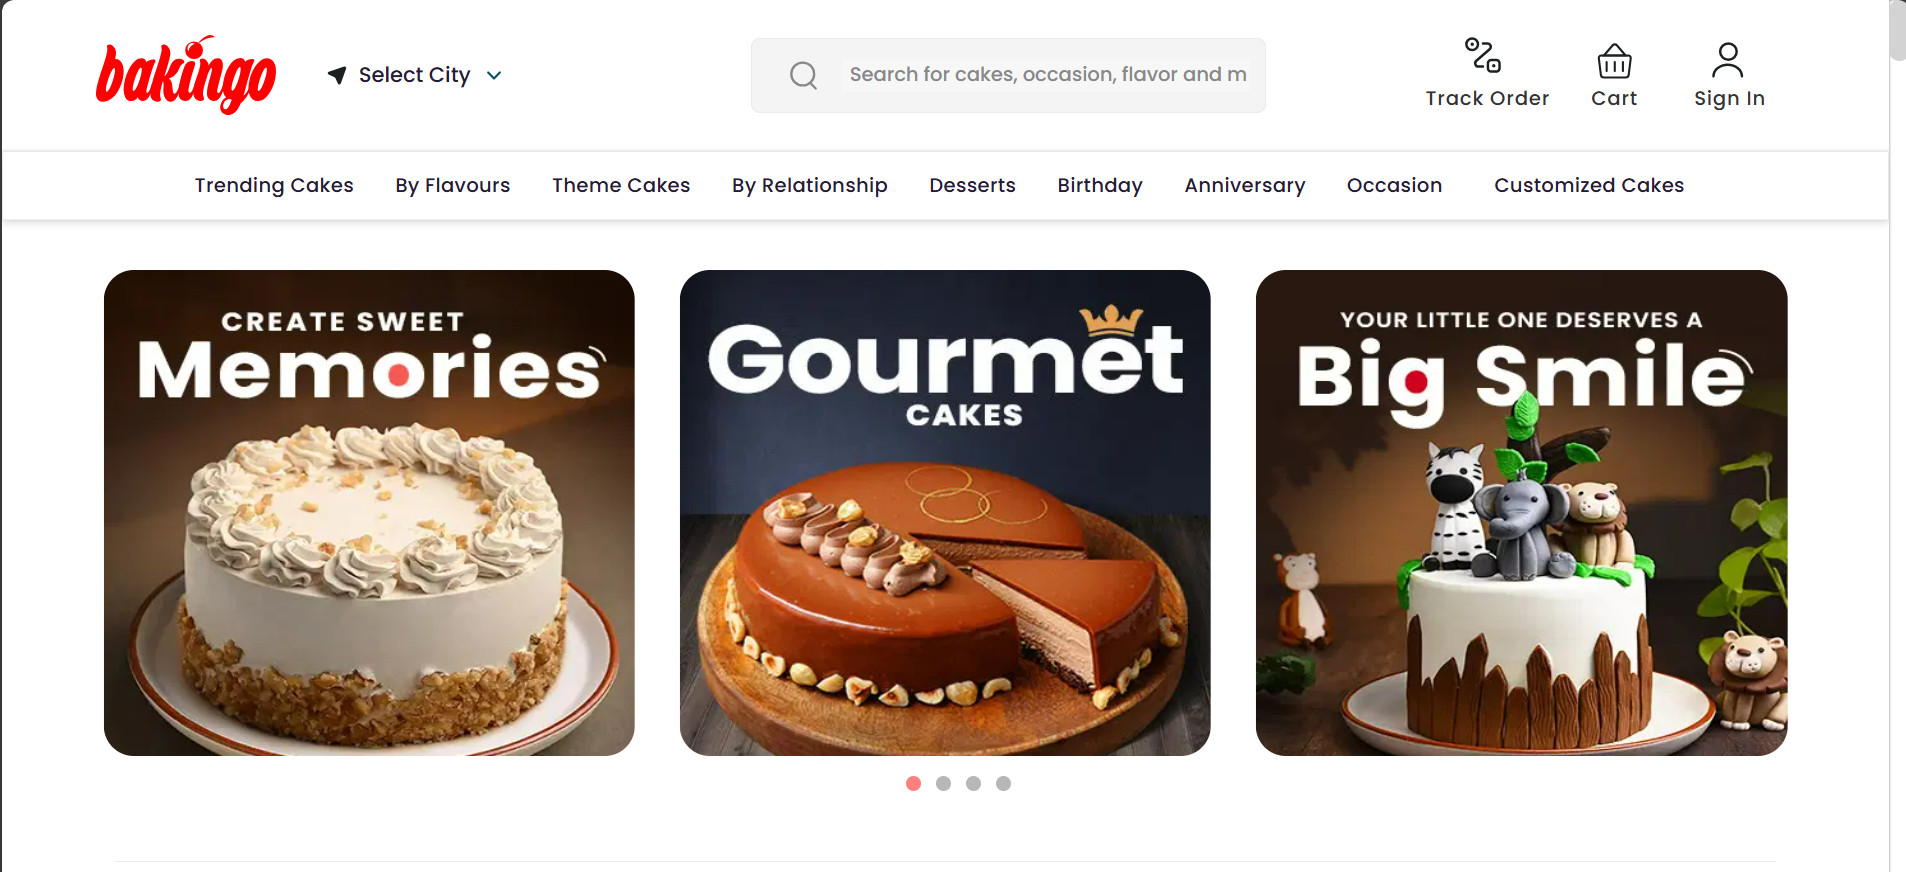 bakingo
Select City
Search for cakes, occasion, flavor and m
Track Order
Cart
Sign In
Trending Cakes
By Flavours
Theme Cakes
By Relationship
Desserts
Birthday
Anniversary
Occasion
Customized Cakes
CREATE SWEET
Memories
Gourmet
CAKES
YOUR LITTLE ONE DESERVES A
Big Smile